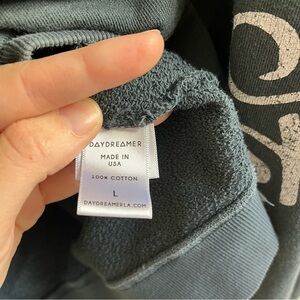 DAYDREAMER
MADE IN
USA
100% COTTON
L
DAYDREAMERLA.COM